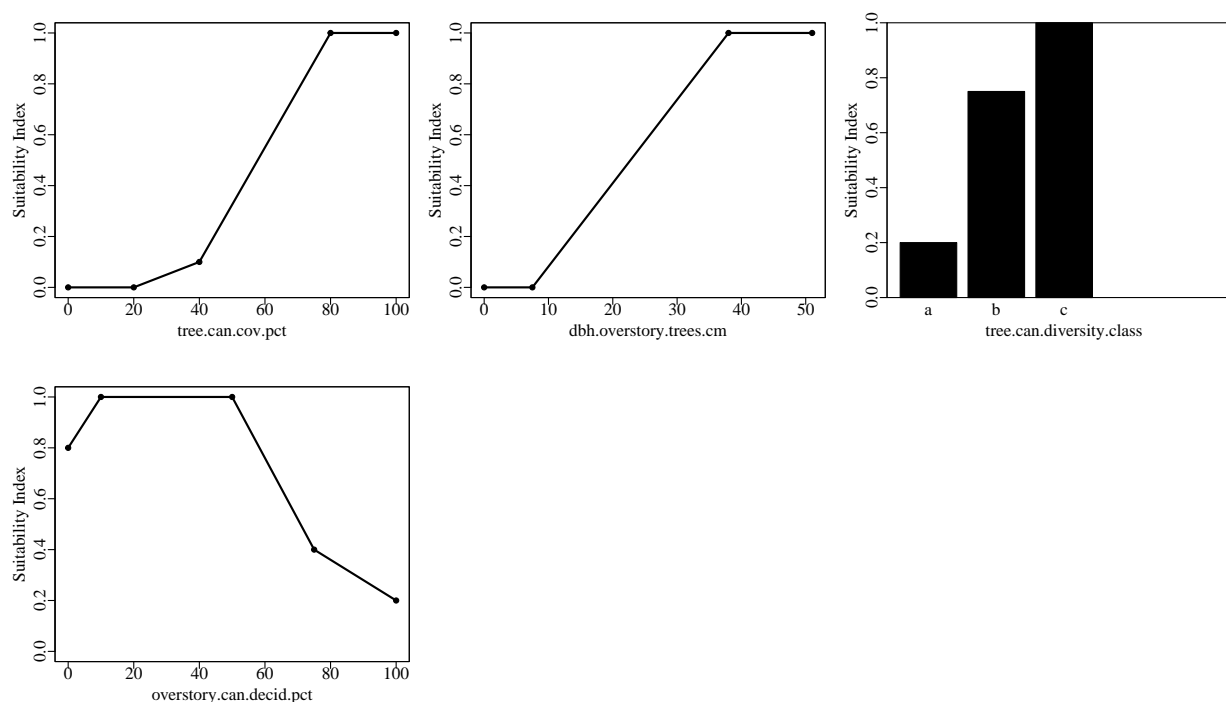 Suitability Index
0.0 0.2 0.4 0.6 0.8 1.0
0 20 40 60 80 100
tree.can.cov.pct
Suitability Index
0.0 0.2 0.4 0.6 0.8 1.0
0 10 20 30 40 50
dbh.overstory.trees.cm
Suitability Index
0.0 0.2 0.4 0.6 0.8 1.0
a b c
tree.can.diversity.class
Suitability Index
0.0 0.2 0.4 0.6 0.8 1.0
0 20 40 60 80 100
overstory.can.decid.pct